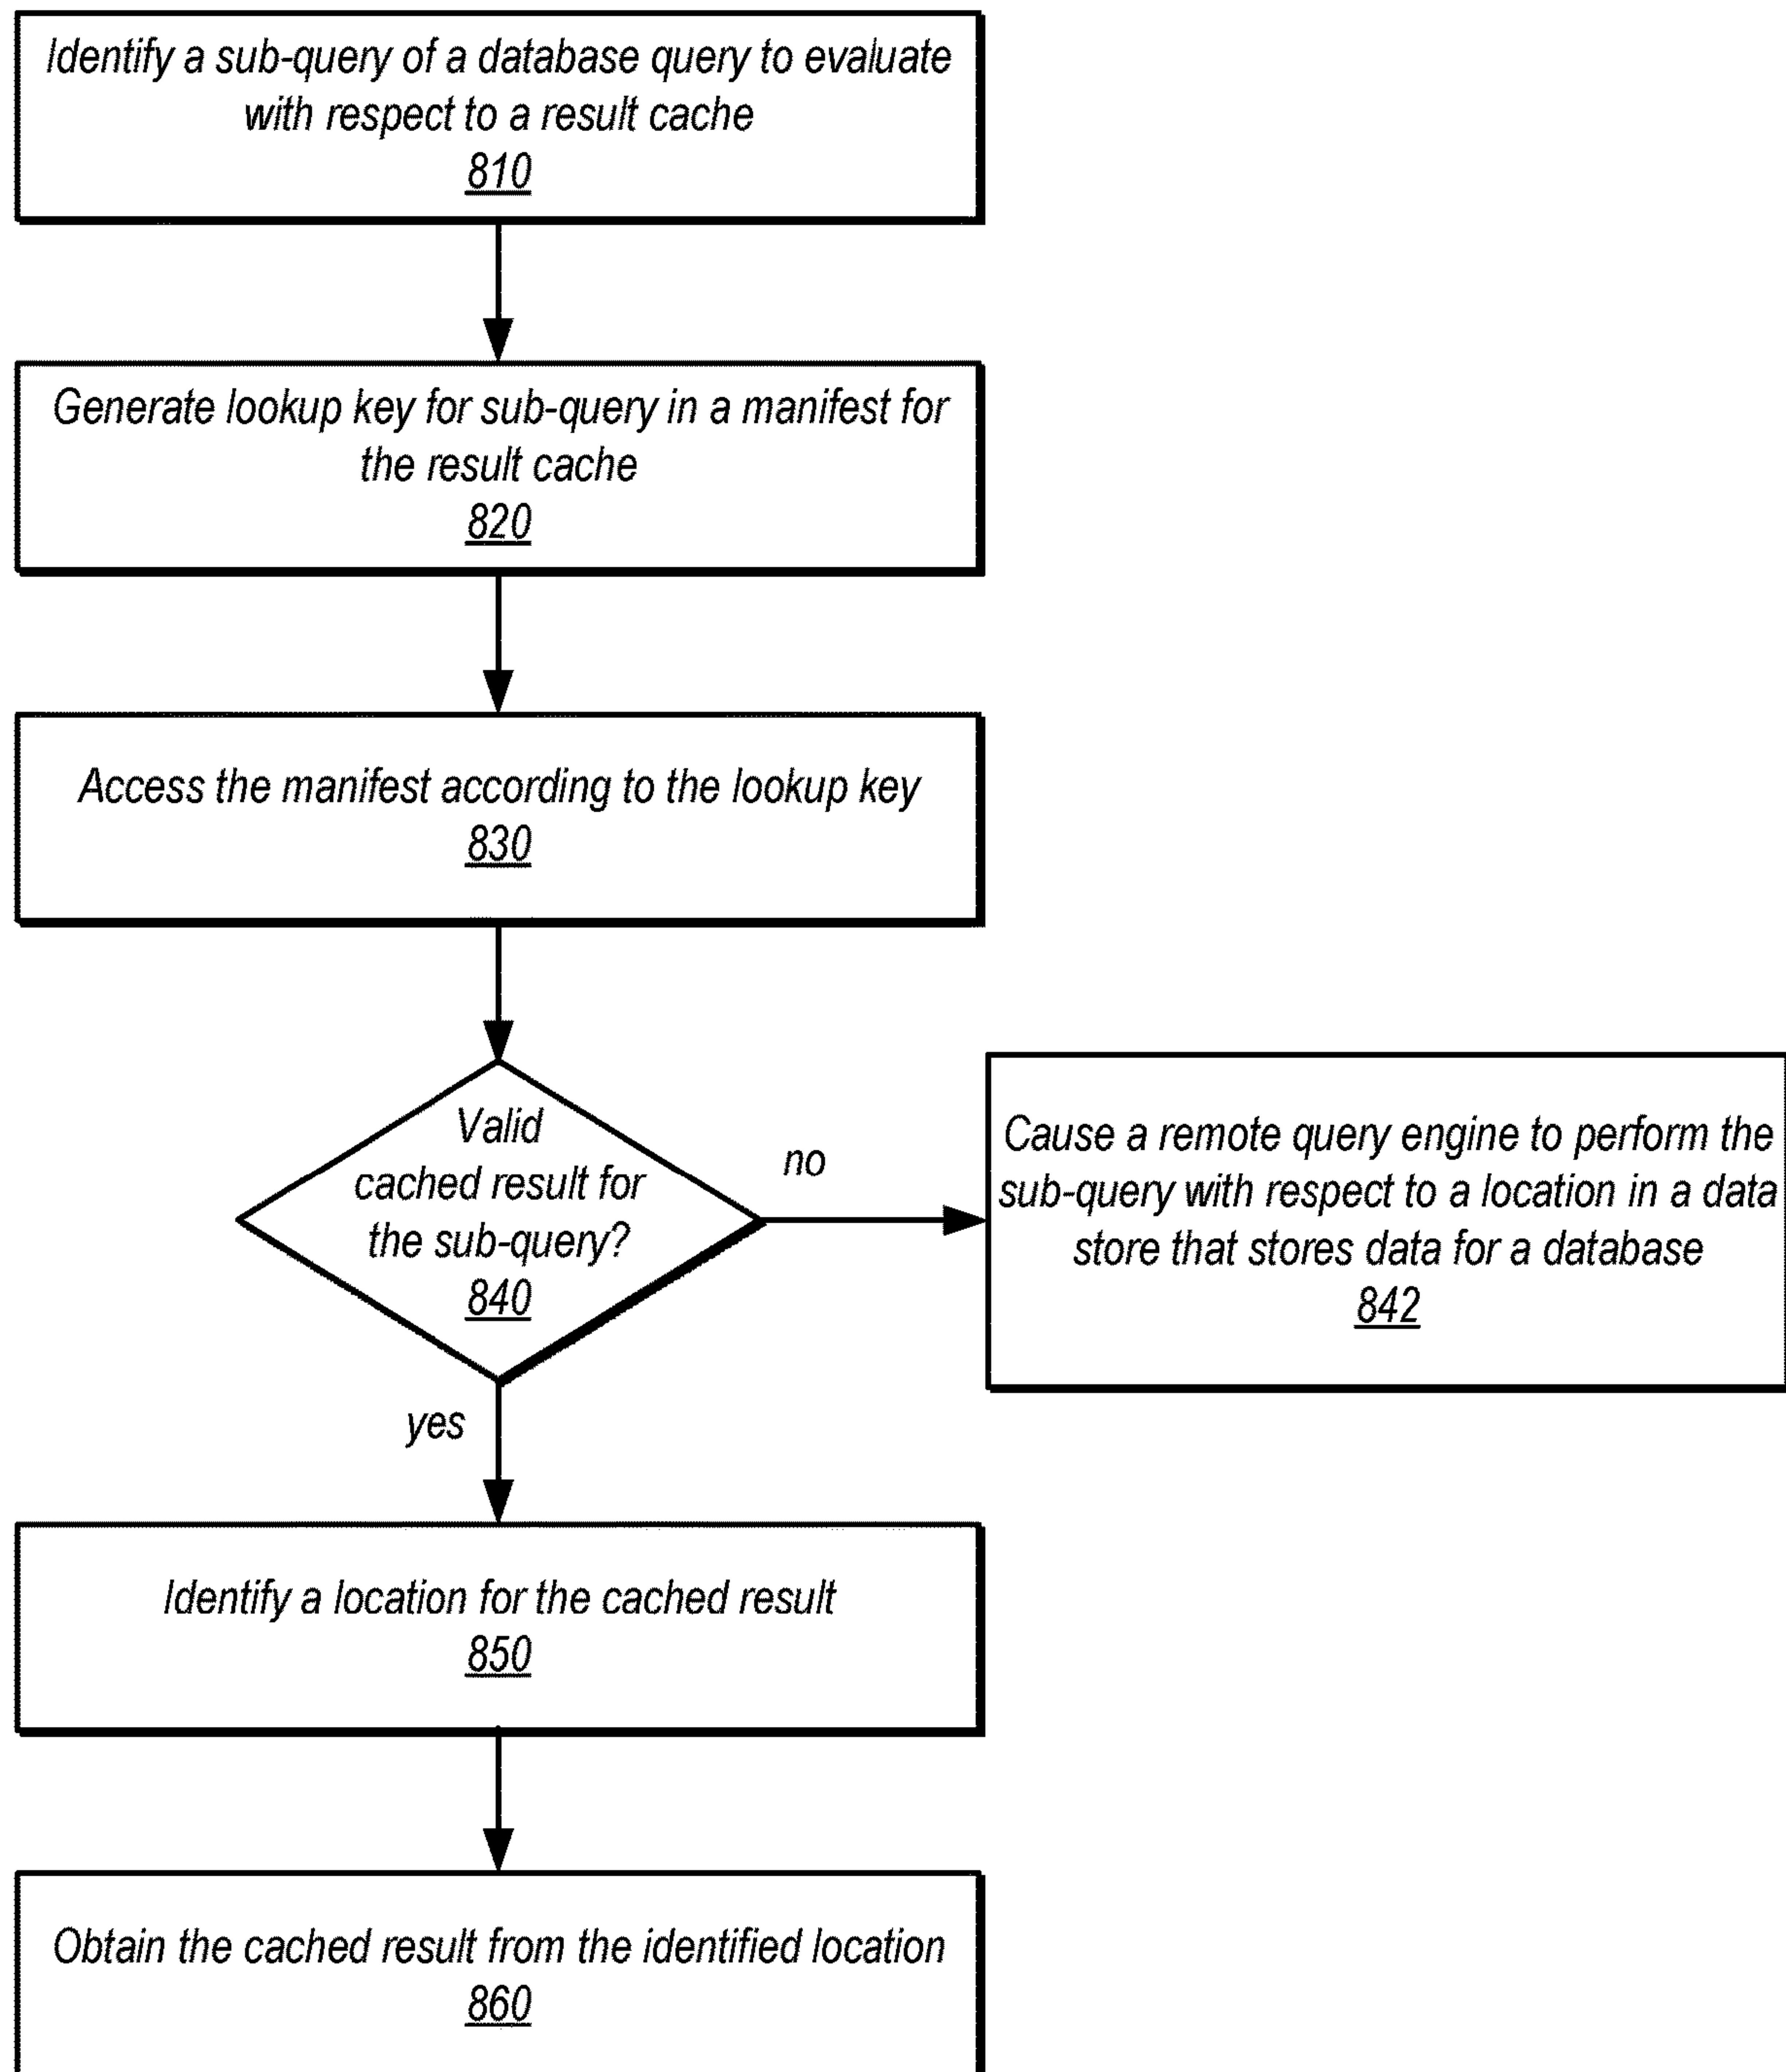 Identify a sub-query of a database query to evaluate
with respect to a result cache
810
Generate lookup key for sub-query in a manifest for
the result cache
820
Access the manifest according to the lookup key
830
Valid
cached result for
the sub-query?
840
no
Cause a remote query engine to perform the
sub-query with respect to a location in a data
store that stores data for a database
842
yes
Identify a location for the cached result
850
Obtain the cached result from the identified location
860